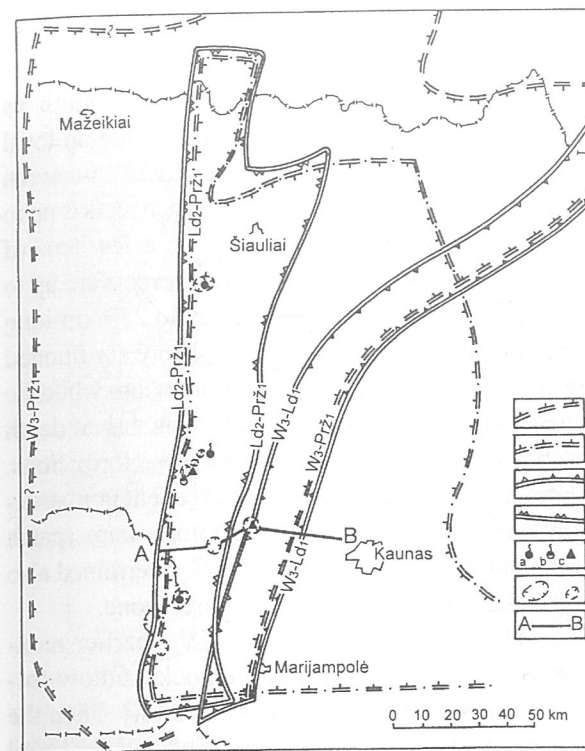 ?
Mažeikiai
Šiauliai
Ld₂-Prž₁
Ld₂-Prž₁
W₃-Prž₁
Ld₂-Prž₁
W₃-Ld₁
W₃-Prž₁
W₃-Ld₁
A
B
Kaunas
Marijampolė
a b c
A B
0 10 20 30 40 50 km